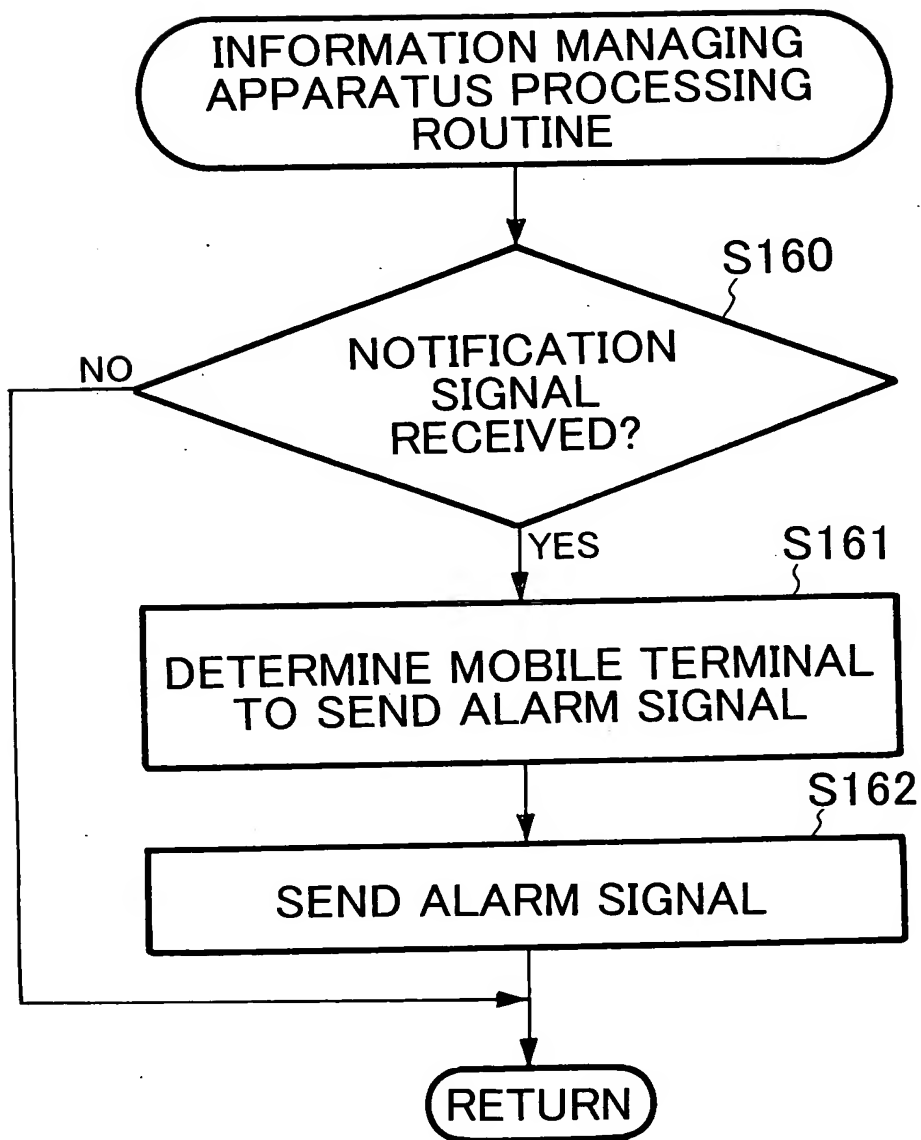 INFORMATION MANAGING
APPARATUS PROCESSING
ROUTINE
S160
NOTIFICATION
SIGNAL
RECEIVED?
NO
YES
S161
DETERMINE MOBILE TERMINAL
TO SEND ALARM SIGNAL
S162
SEND ALARM SIGNAL
RETURN